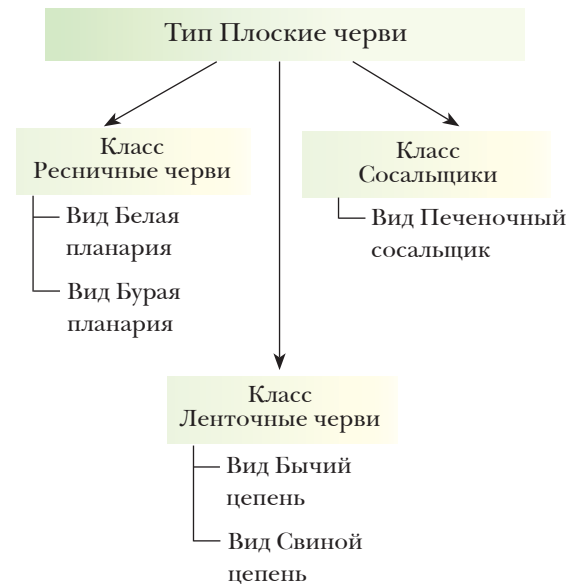 Тип Плоские черви
Класс
Ресничные черви
Вид Белая
планария
Вид Бурая
планария
Класс
Сосальщики
Вид Печеночный
сосальщик
Класс
Ленточные черви
Вид Бычий
цепень
Вид Свиной
цепень